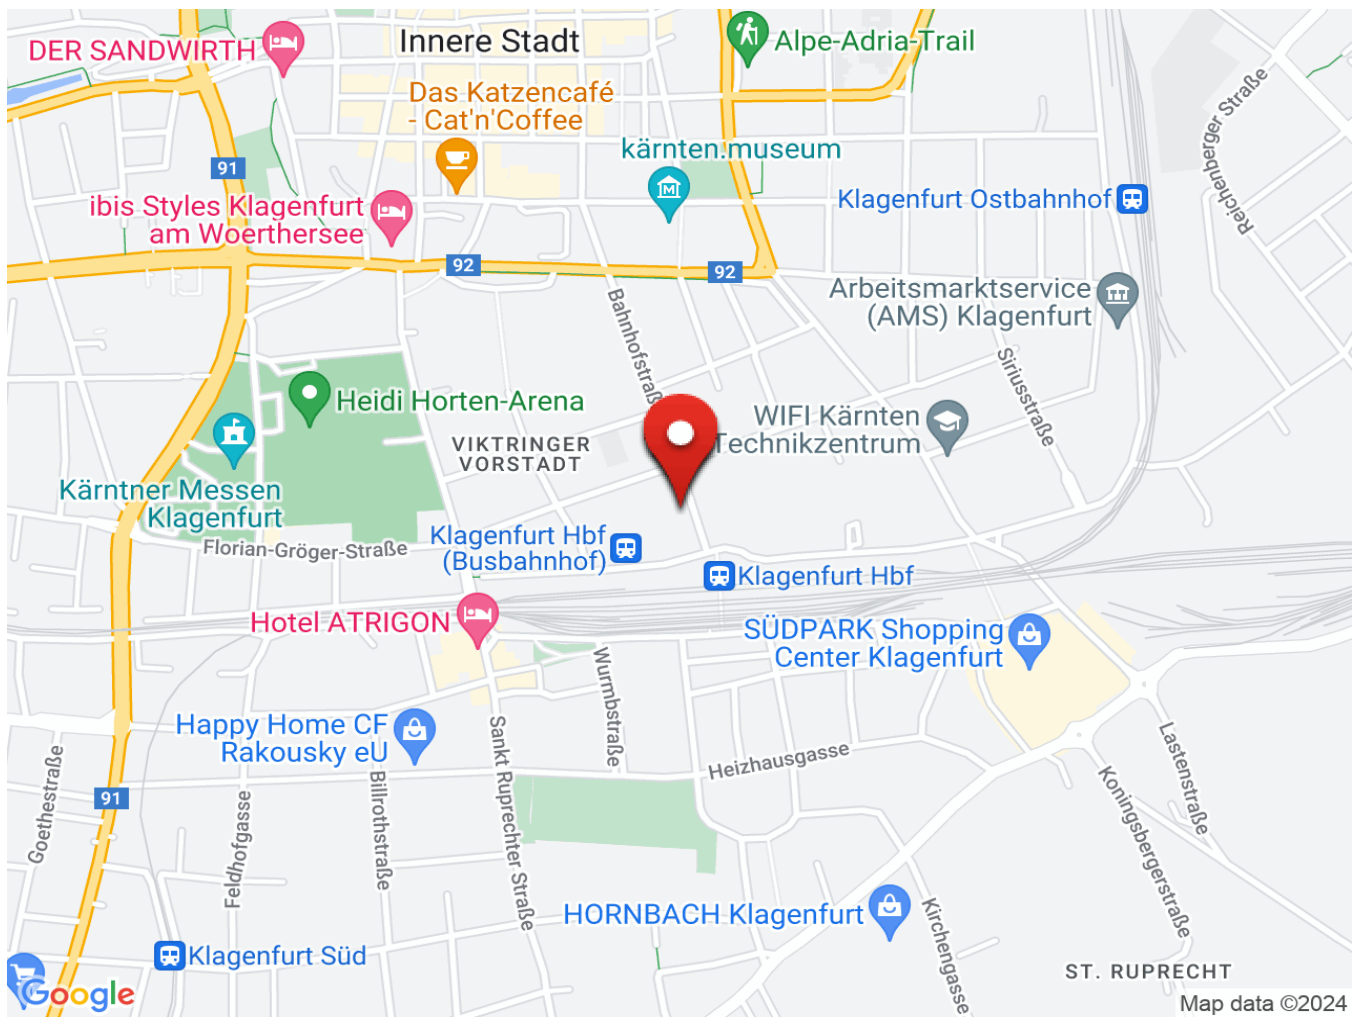 DER SANDWIRTH
Innere Stadt
Alpe-Adria-Trail
Das Katzencafé
- Cat'n'Coffee
kärnten.museum
91
Reichenberger Straße
Klagenfurt Ostbahnhof
ibis Styles Klagenfurt
am Woerthersee
92
92
Arbeitsmarktservice
(AMS) Klagenfurt
Bahnhofstraß
Siriusstraße
Heidi Horten-Arena
WIFI Kärnten
Technikzentrum
VIKTRINGER
VORSTADT
Kärntner Messen
Klagenfurt
Florian-Gröger-Straße
Klagenfurt Hbf
(Busbahnhof)
Klagenfurt Hbf
Hotel ATRIGON
SÜDPARK Shopping
Center Klagenfurt
Wurmbstraße
Happy Home CF
Rakousky eU
Sankt Ruprechter Straße
Heizhausgasse
Goethestraße
91
Feldhofgasse
Billrothstraße
Lastenstraße
Koningsbergerstraße
HORNBACH Klagenfurt
Kirchengasse
Klagenfurt Süd
ST. RUPRECHT
Google
Map data ©2024